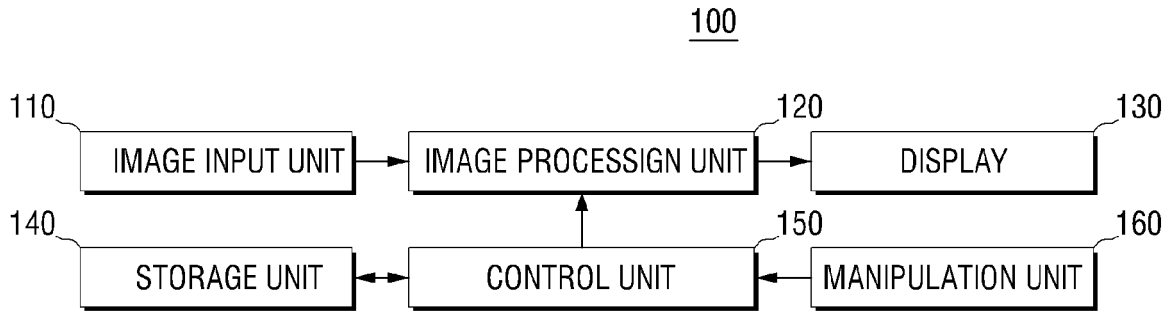 100
110
120
130
IMAGE INPUT UNIT
IMAGE PROCESSIGN UNIT
DISPLAY
140
150
160
STORAGE UNIT
CONTROL UNIT
MANIPULATION UNIT